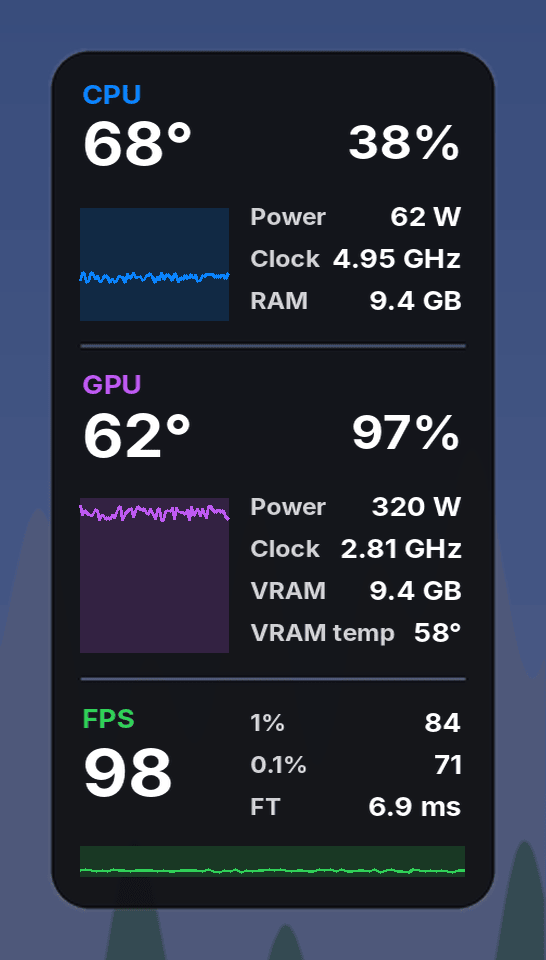 CPU
68° 38%
Power 62 W
Clock 4.95 GHz
RAM 9.4 GB
GPU
62° 97%
Power 320 W
Clock 2.81 GHz
VRAM 9.4 GB
VRAM temp 58°
FPS
98
1% 84
0.1% 71
FT 6.9 ms